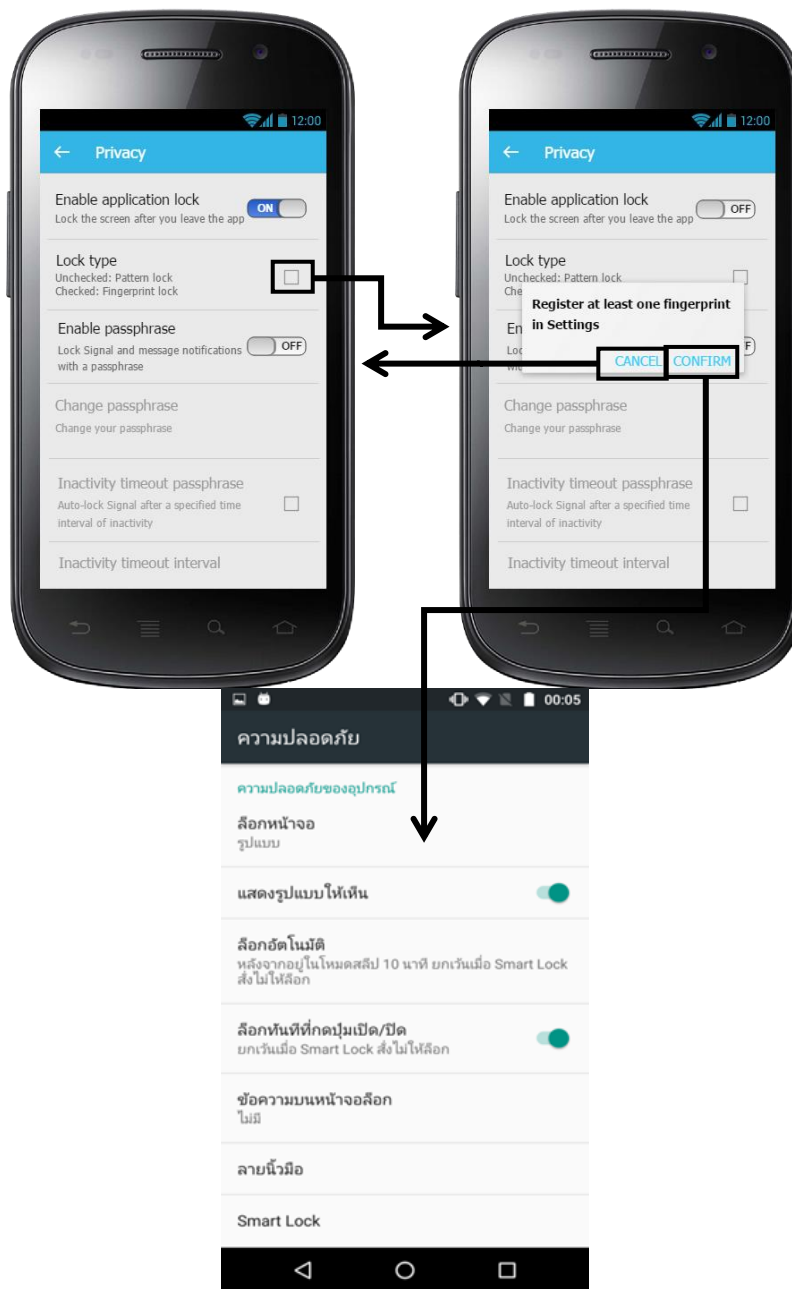 12:00
Privacy
Enable application lock
Lock the screen after you leave the app
ON
Lock type
Unchecked: Pattern lock
Checked: Fingerprint lock
Enable passphrase
Lock Signal and message notifications
with a passphrase
OFF
Change passphrase
Change your passphrase
Inactivity timeout passphrase
Auto-lock Signal after a specified time
interval of inactivity
Inactivity timeout interval
12:00
Privacy
Enable application lock
Lock the screen after you leave the app
OFF
Lock type
Unchecked: Pattern lock
Register at least one fingerprint
in Settings
CANCEL CONFIRM
Change passphrase
Change your passphrase
Inactivity timeout passphrase
Auto-lock Signal after a specified time
interval of inactivity
Inactivity timeout interval
00:05
ความปลอดภัย
ความปลอดภัยของอุปกรณ์
ล็อกหน้าจอ
รูปแบบ
แสดงรูปแบบให้เห็น
ล็อกอัตโนมัติ
หลังจากอยู่ในโหมดสลีป 10 นาที ยกเว้นเมื่อ Smart Lock
สั่งไม่ให้ล็อก
ล็อกทันทีที่กดปุ่มเปิด/ปิด
ยกเว้นเมื่อ Smart Lock สั่งไม่ให้ล็อก
ข้อความบนหน้าจอล็อก
ไม่มี
ลายนิ้วมือ
Smart Lock